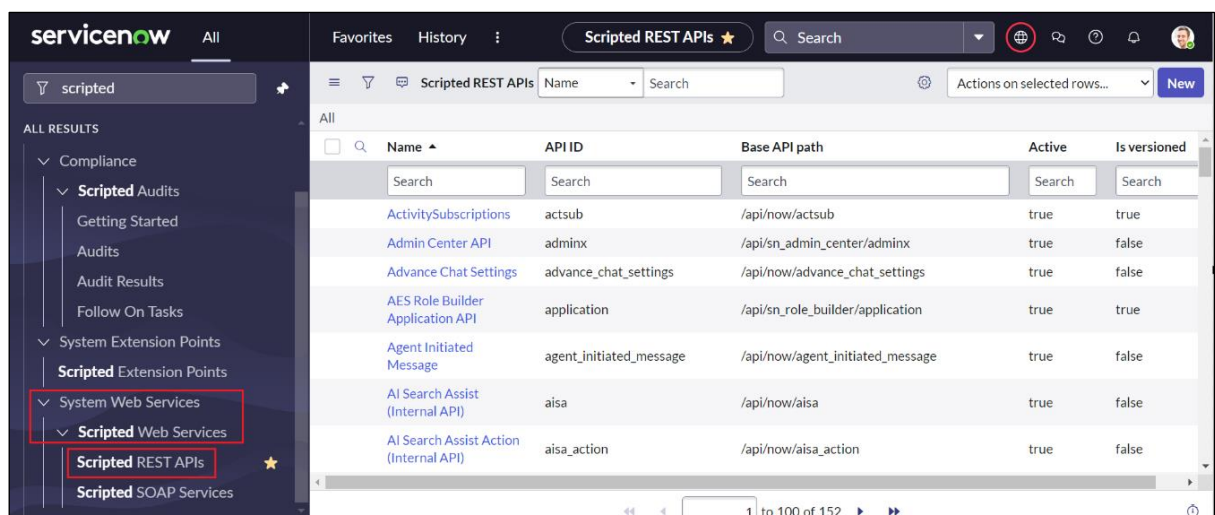 servicenow
All
Favorites
History
Scripted REST APIs
Search
scripted
Scripted REST APIs
Name
Search
Actions on selected rows...
New
ALL RESULTS
Compliance
Scripted Audits
Getting Started
Audits
Audit Results
Follow On Tasks
System Extension Points
Scripted Extension Points
System Web Services
Scripted Web Services
Scripted REST APIs
Scripted SOAP Services
All
Name API ID Base API path Active Is versioned
Search Search Search Search Search
ActivitySubscriptions actsub /api/now/actsub true true
Admin Center API adminx /api/sn_admin_center/adminx true false
Advance Chat Settings advance_chat_settings /api/now/advance_chat_settings true false
AES Role Builder
Application API application /api/sn_role_builder/application true true
Agent Initiated
Message agent_initiated_message /api/now/agent_initiated_message true false
AI Search Assist
(Internal API) aisa /api/now/aisa true false
AI Search Assist Action
(Internal API) aisa_action /api/now/aisa_action true false
1 to 100 of 152